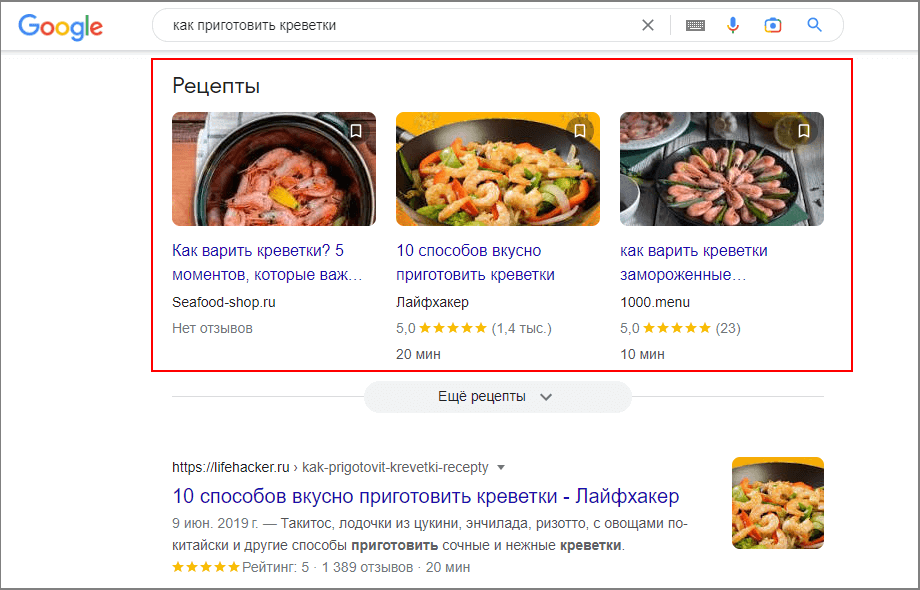 Google
как приготовить креветки
Рецепты
Как варить креветки? 5
моментов, которые важ…
Seafood-shop.ru
Нет отзывов
10 способов вкусно
приготовить креветки
Лайфхакер
5,0 ★★★★★ (1,4 тыс.)
20 мин
как варить креветки
замороженные…
1000.menu
5,0 ★★★★★ (23)
10 мин
Ещё рецепты
https://lifehacker.ru › kak-prigotovit-krevetki-recepty
10 способов вкусно приготовить креветки - Лайфхакер
9 июн. 2019 г. — Такитос, лодочки из цукини, энчилада, ризотто, с овощами по-
китайски и другие способы приготовить сочные и нежные креветки.
★★★★★ Рейтинг: 5 · 1 389 отзывов · 20 мин